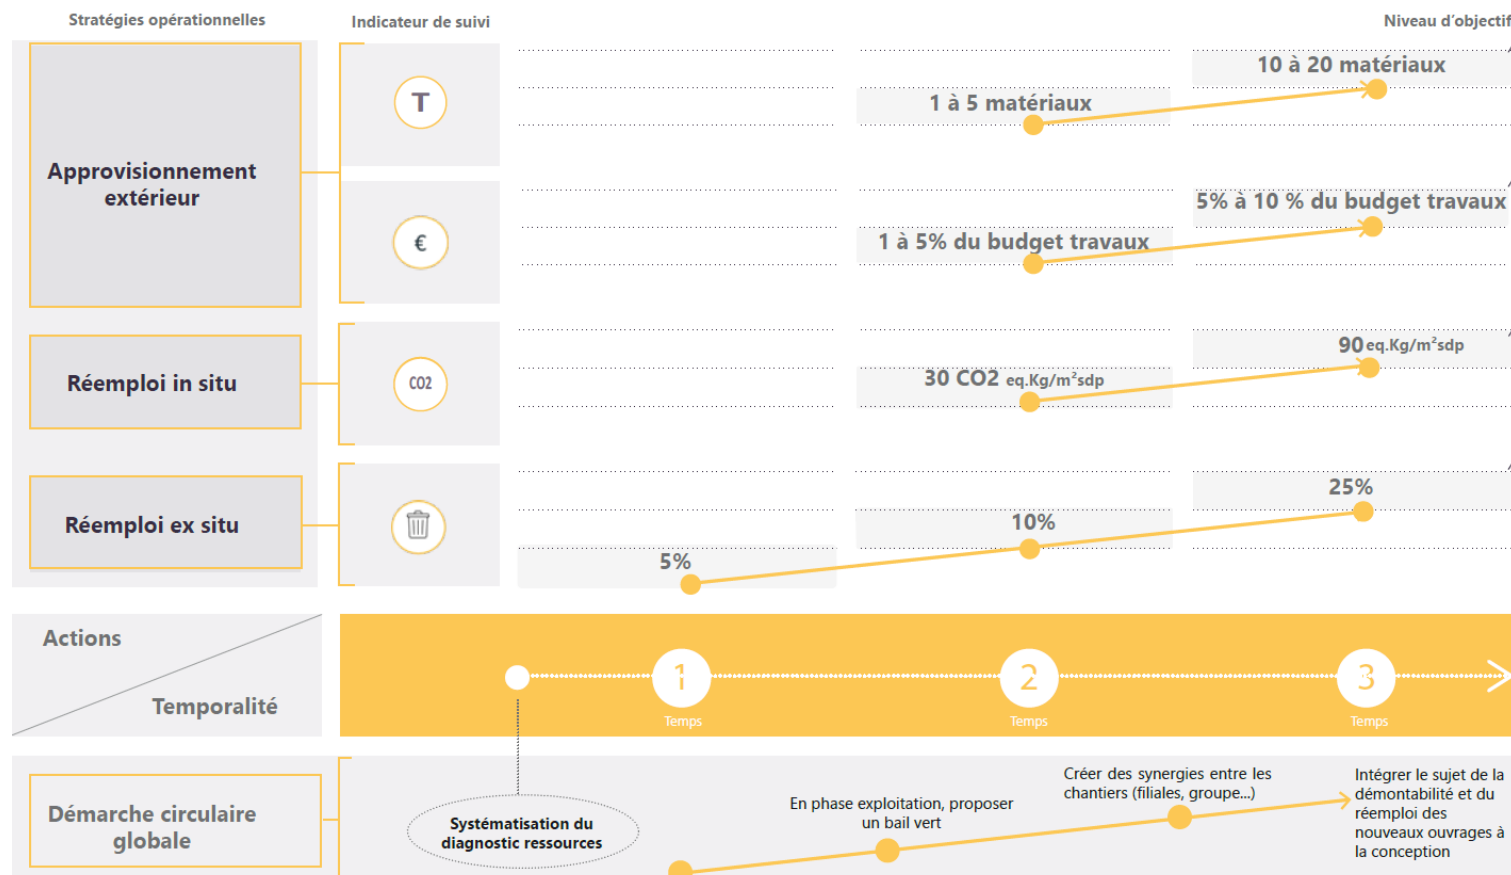 Stratégies opérationnelles
Indicateur de suivi
Niveau d'objectif
Approvisionnement
extérieur
T
1 à 5 matériaux
10 à 20 matériaux
€
1 à 5% du budget travaux
5% à 10 % du budget travaux
Réemploi in situ
CO2
30 CO2 eq.Kg/m²sdp
90 eq.Kg/m²sdp
Réemploi ex situ
5%
10%
25%
Actions
Temporalité
1
Temps
2
Temps
3
Temps
Démarche circulaire
globale
Systématisation du
diagnostic ressources
En phase exploitation, proposer
un bail vert
Créer des synergies entre les
chantiers (filiales, groupe...)
Intégrer le sujet de la
démontabilité et du
réemploi des
nouveaux ouvrages à
la conception